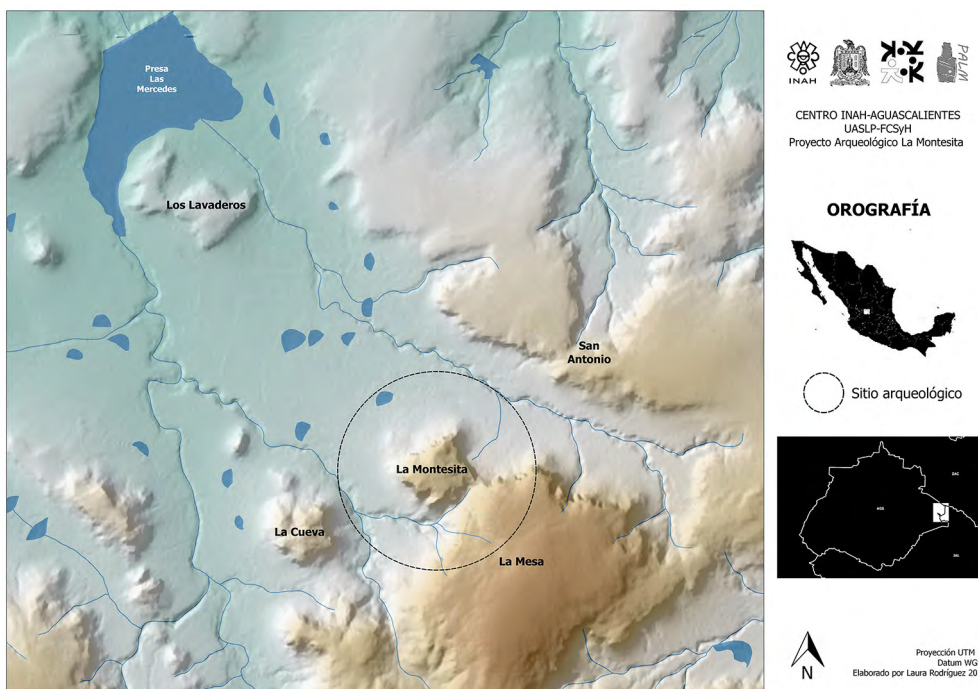 Presa
Las
Mercedes
Los Lavaderos
San
Antonio
La Montesita
La Cueva
La Mesa
INAH
PALM
CENTRO INAH-AGUASCALIENTES
UASLP-FCSyH
Proyecto Arqueológico La Montesita
OROGRAFÍA
Sitio arqueológico
ZAC
AGS
JAL
N
Proyección UTM
Datum WG
Elaborado por Laura Rodríguez 20